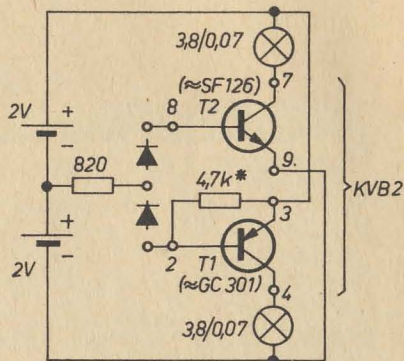 3,8/0,07
7
(≈SF126)
T2
8
2V
+
−
9.
820
4,7k*
KVB2
3
+
−
2V
2
T1
(≈GC 301)
4
3,8/0,07